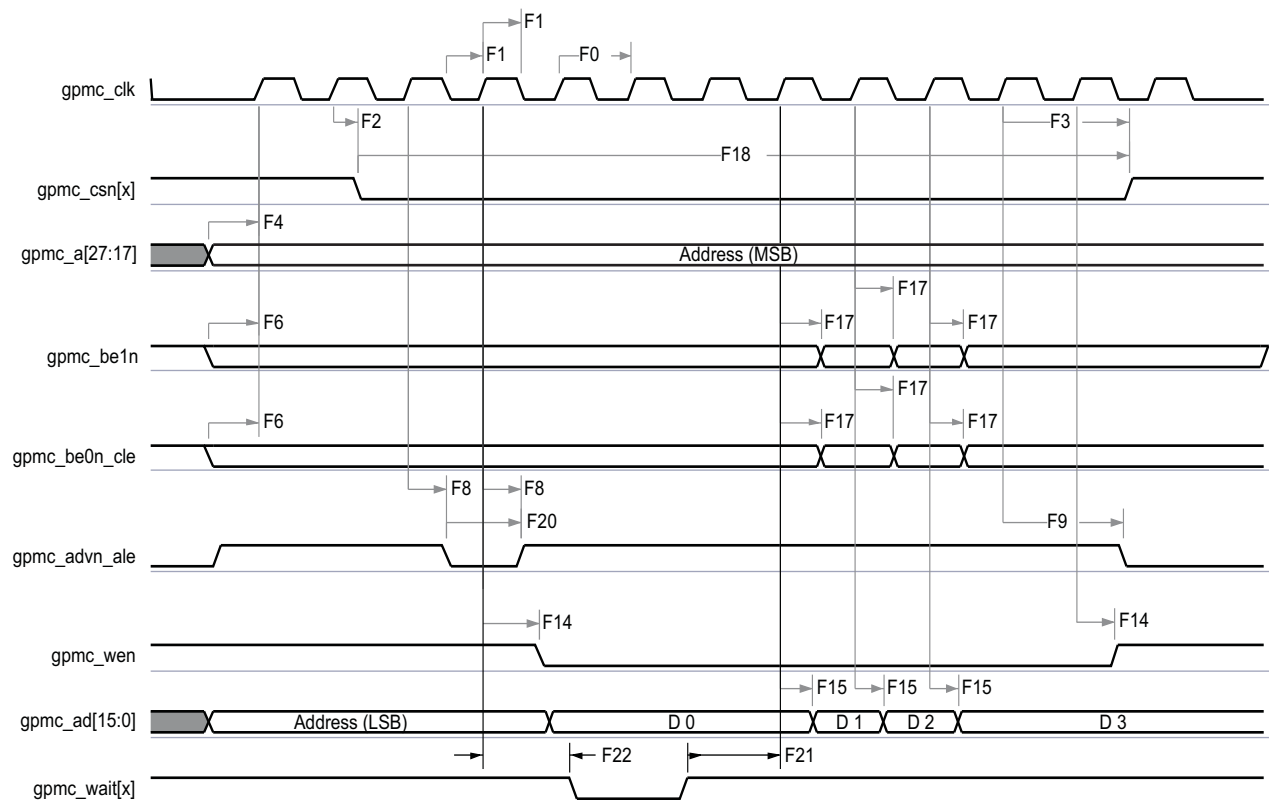 F1
F1 F0
gpmc_clk
F2 F3
F18
gpmc_csn[x]
F4
gpmc_a[27:17] Address (MSB)
F17
F6 F17 F17
gpmc_be1n
F17
F6 F17 F17
gpmc_be0n_cle
F8 F8
F20 F9
gpmc_advn_ale
F14 F14
gpmc_wen
F15 F15 F15
gpmc_ad[15:0] Address (LSB) D 0 D 1 D 2 D 3
F22 F21
gpmc_wait[x]